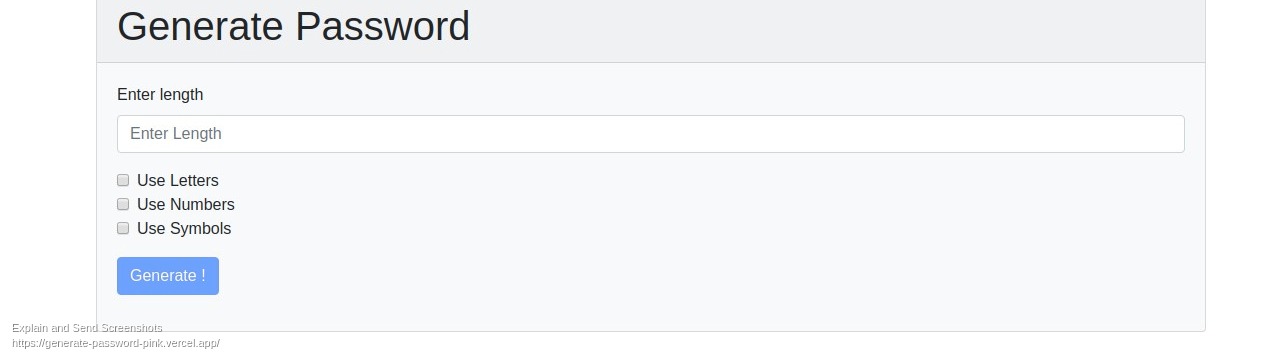 Generate Password
Enter length
Enter Length
Use Letters
Use Numbers
Use Symbols
Generate !
Explain and Send Screenshots
https://generate-password-pink.vercel.app/